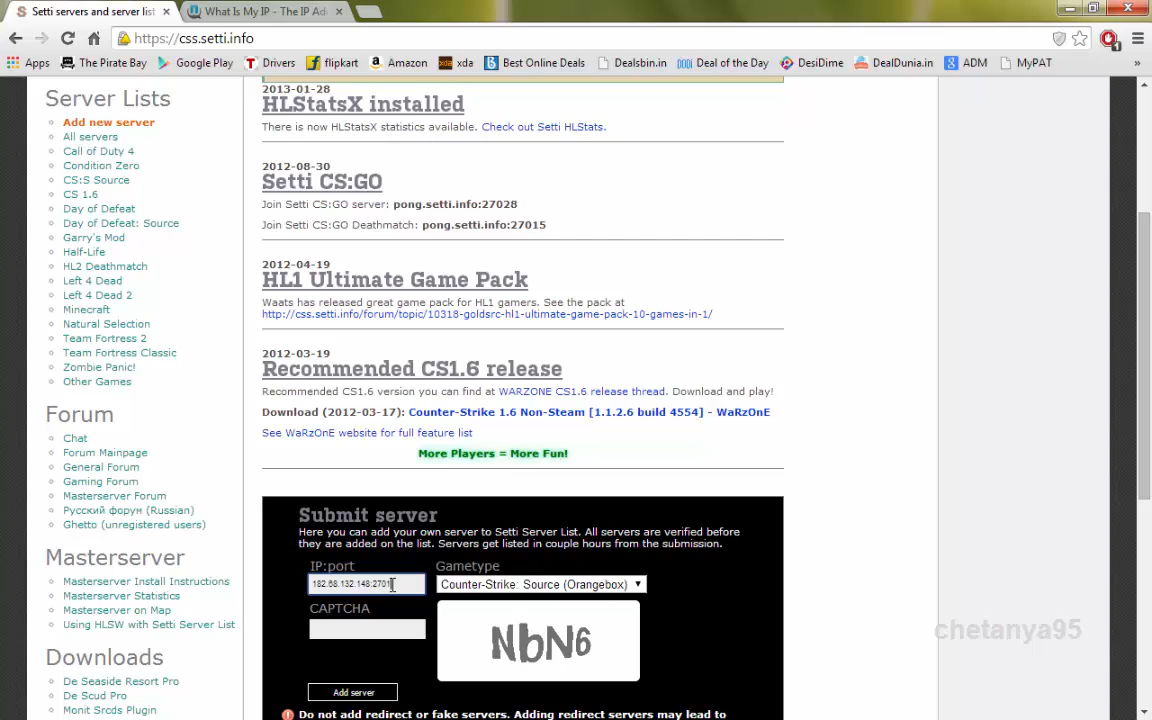 Setti servers and server list
What Is My IP - The IP Ad
https://css.setti.info
Apps
The Pirate Bay
Google Play
Drivers
flipkart
Amazon
xda
Best Online Deals
Dealsbin.in
Deal of the Day
DesiDime
DealDunia.in
ADM
MyPAT
Server Lists
Add new server
All servers
Call of Duty 4
Condition Zero
CS:S Source
CS 1.6
Day of Defeat
Day of Defeat: Source
Garry's Mod
Half-Life
HL2 Deathmatch
Left 4 Dead
Left 4 Dead 2
Minecraft
Natural Selection
Team Fortress 2
Team Fortress Classic
Zombie Panic!
Other Games
Forum
Chat
Forum Mainpage
General Forum
Gaming Forum
Masterserver Forum
Русский форум (Russian)
Ghetto (unregistered users)
Masterserver
Masterserver Install Instructions
Masterserver Statistics
Masterserver on Map
Using HLSW with Setti Server List
Downloads
De Seaside Resort Pro
De Scud Pro
Monit Srcds Plugin
2013-01-28
HLStatsX installed
There is now HLStatsX statistics available. Check out Setti HLStats.
2012-08-30
Setti CS:GO
Join Setti CS:GO server: pong.setti.info:27028
Join Setti CS:GO Deathmatch: pong.setti.info:27015
2012-04-19
HL1 Ultimate Game Pack
Waats has released great game pack for HL1 gamers. See the pack at
http://css.setti.info/forum/topic/10318-goldsrc-hl1-ultimate-game-pack-10-games-in-1/
2012-03-19
Recommended CS1.6 release
Recommended CS1.6 version you can find at WARZONE CS1.6 release thread. Download and play!
Download (2012-03-17): Counter-Strike 1.6 Non-Steam [1.1.2.6 build 4554] - WaRzOnE
See WaRzOnE website for full feature list
More Players = More Fun!
Submit server
Here you can add your own server to Setti Server List. All servers are verified before
they are added on the list. Servers get listed in couple hours from the submission.
IP:port
Gametype
182.68.132.148:2701
Counter-Strike: Source (Orangebox)
CAPTCHA
NbN6
Add server
Do not add redirect or fake servers. Adding redirect servers may lead to
chetanya95